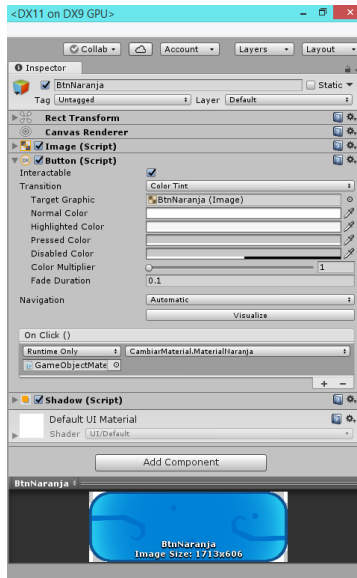 <DX11 on DX9 GPU>
Collab Account Layers Layout
Inspector
BtnNaranja Static
Tag Untagged Layer Default
Rect Transform
Canvas Renderer
Image (Script)
Button (Script)
Interactable
Transition Color Tint
Target Graphic BtnNaranja (Image)
Normal Color
Highlighted Color
Pressed Color
Disabled Color
Color Multiplier 1
Fade Duration 0.1
Navigation Automatic
Visualize
On Click ()
Runtime Only CambiarMaterial.MaterialNaranja
GameObjectMate
+ −
Shadow (Script)
Default UI Material
Shader UI/Default
Add Component
BtnNaranja
BtnNaranja
Image Size: 1713x606